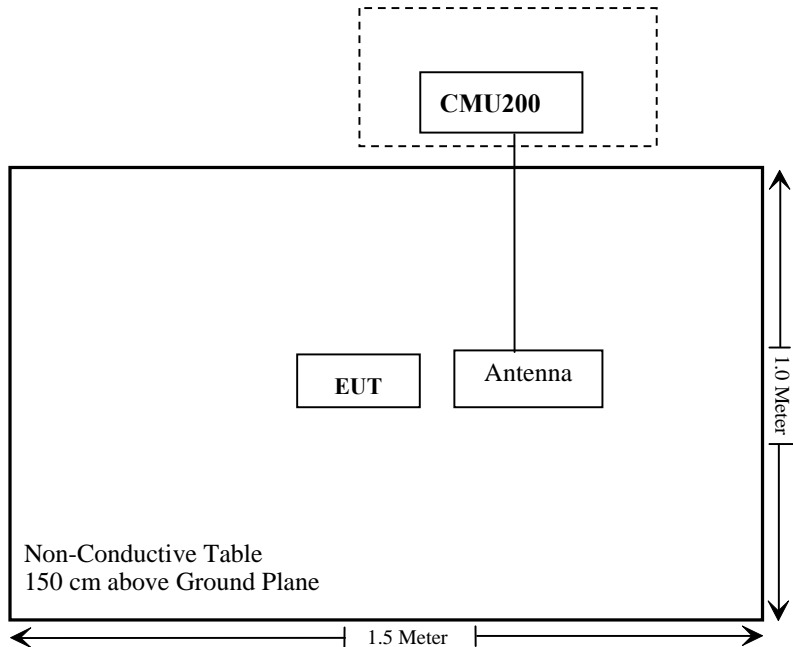 CMU200
EUT
Antenna
1.0 Meter
Non-Conductive Table
150 cm above Ground Plane
1.5 Meter